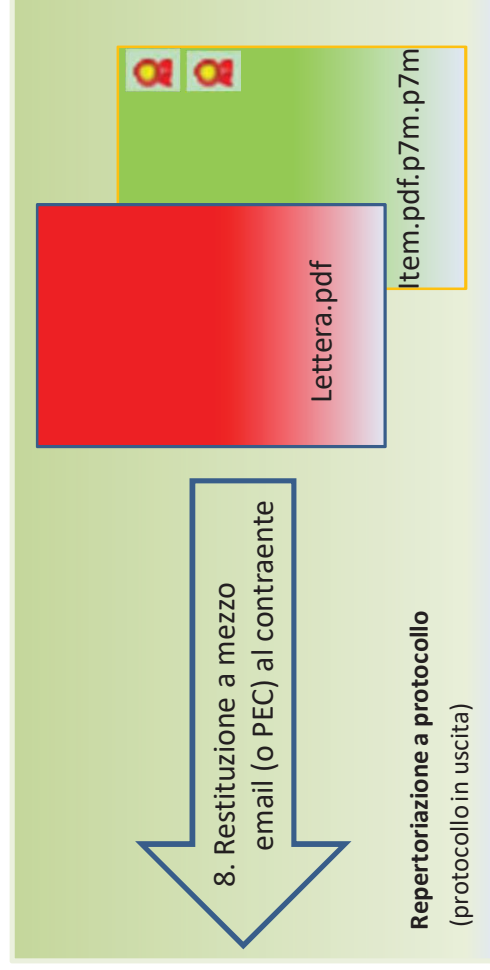 8. Restituzione a mezzo
email (o PEC) al contraente
Lettera.pdf
Item.pdf.p7m.p7m
Repertoriazione a protocollo
(protocollo in uscita)